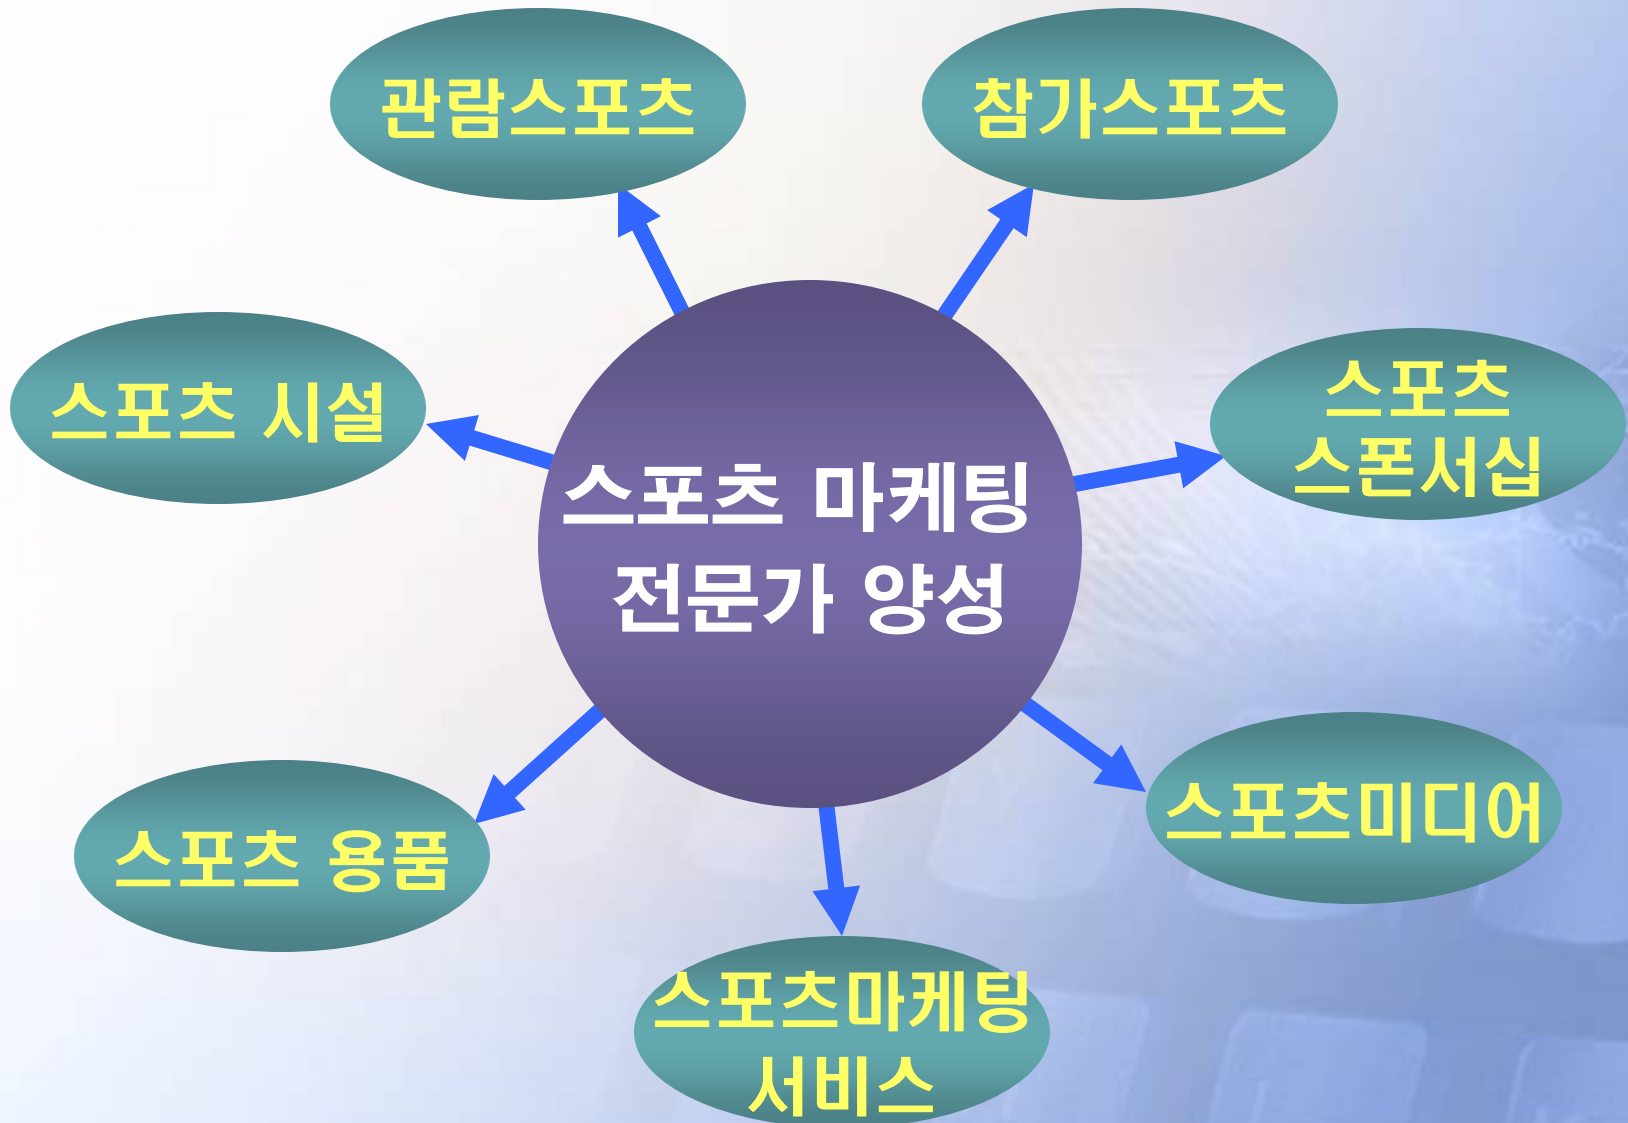 관람스포츠
참가스포츠
스포츠 시설
스포츠
스폰서십
스포츠 마케팅
전문가 양성
스포츠 용품
스포츠미디어
스포츠마케팅
서비스